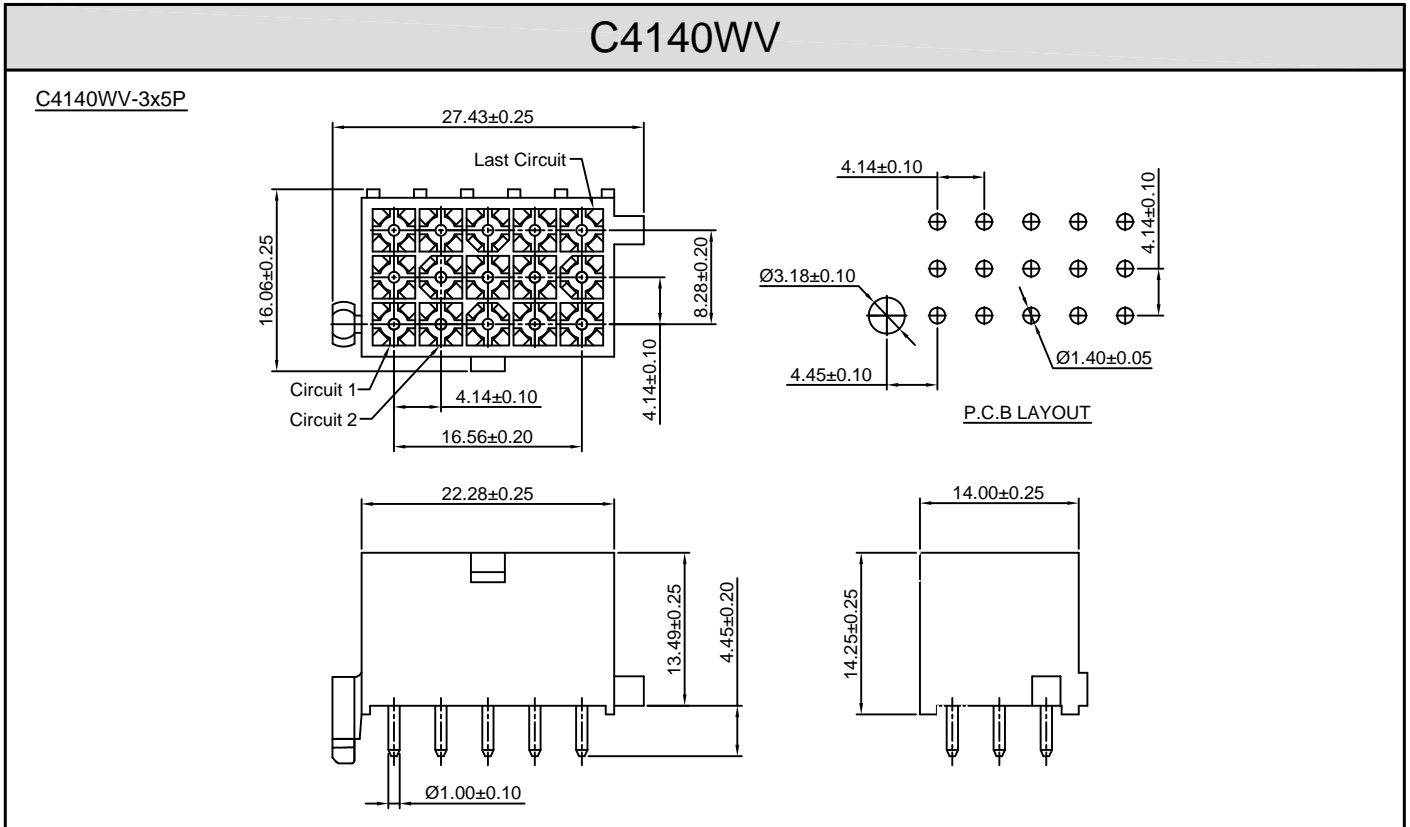 C4140WV
C4140WV-3x5P
27.43±0.25
Last Circuit
16.06±0.25
8.28±0.20
4.14±0.10
Circuit 1
Circuit 2
4.14±0.10
16.56±0.20
4.14±0.10
4.14±0.10
Ø3.18±0.10
Ø1.40±0.05
4.45±0.10
P.C.B LAYOUT
22.28±0.25
13.49±0.25
4.45±0.20
Ø1.00±0.10
14.00±0.25
14.25±0.25